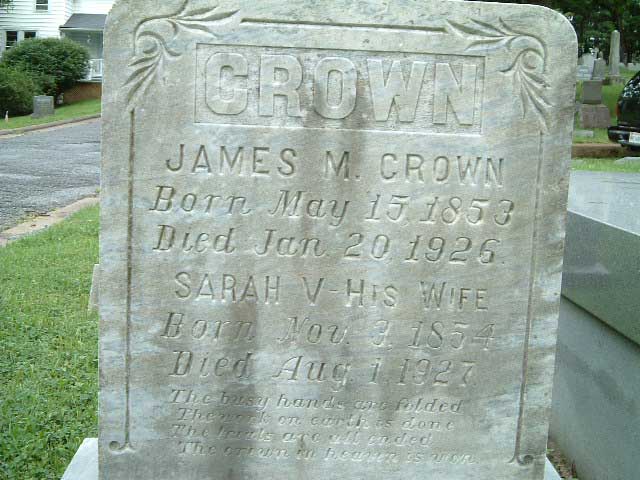 CROWN
JAMES M. CROWN
Born May 15, 1853
Died Jan. 20, 1926.
SARAH V-HIS WIFE
Born Nov. 3, 1854
Died Aug. 1, 1927.
The busy hands are folded
The work on earth is done
The trials are all ended
The crown in heaven is won.